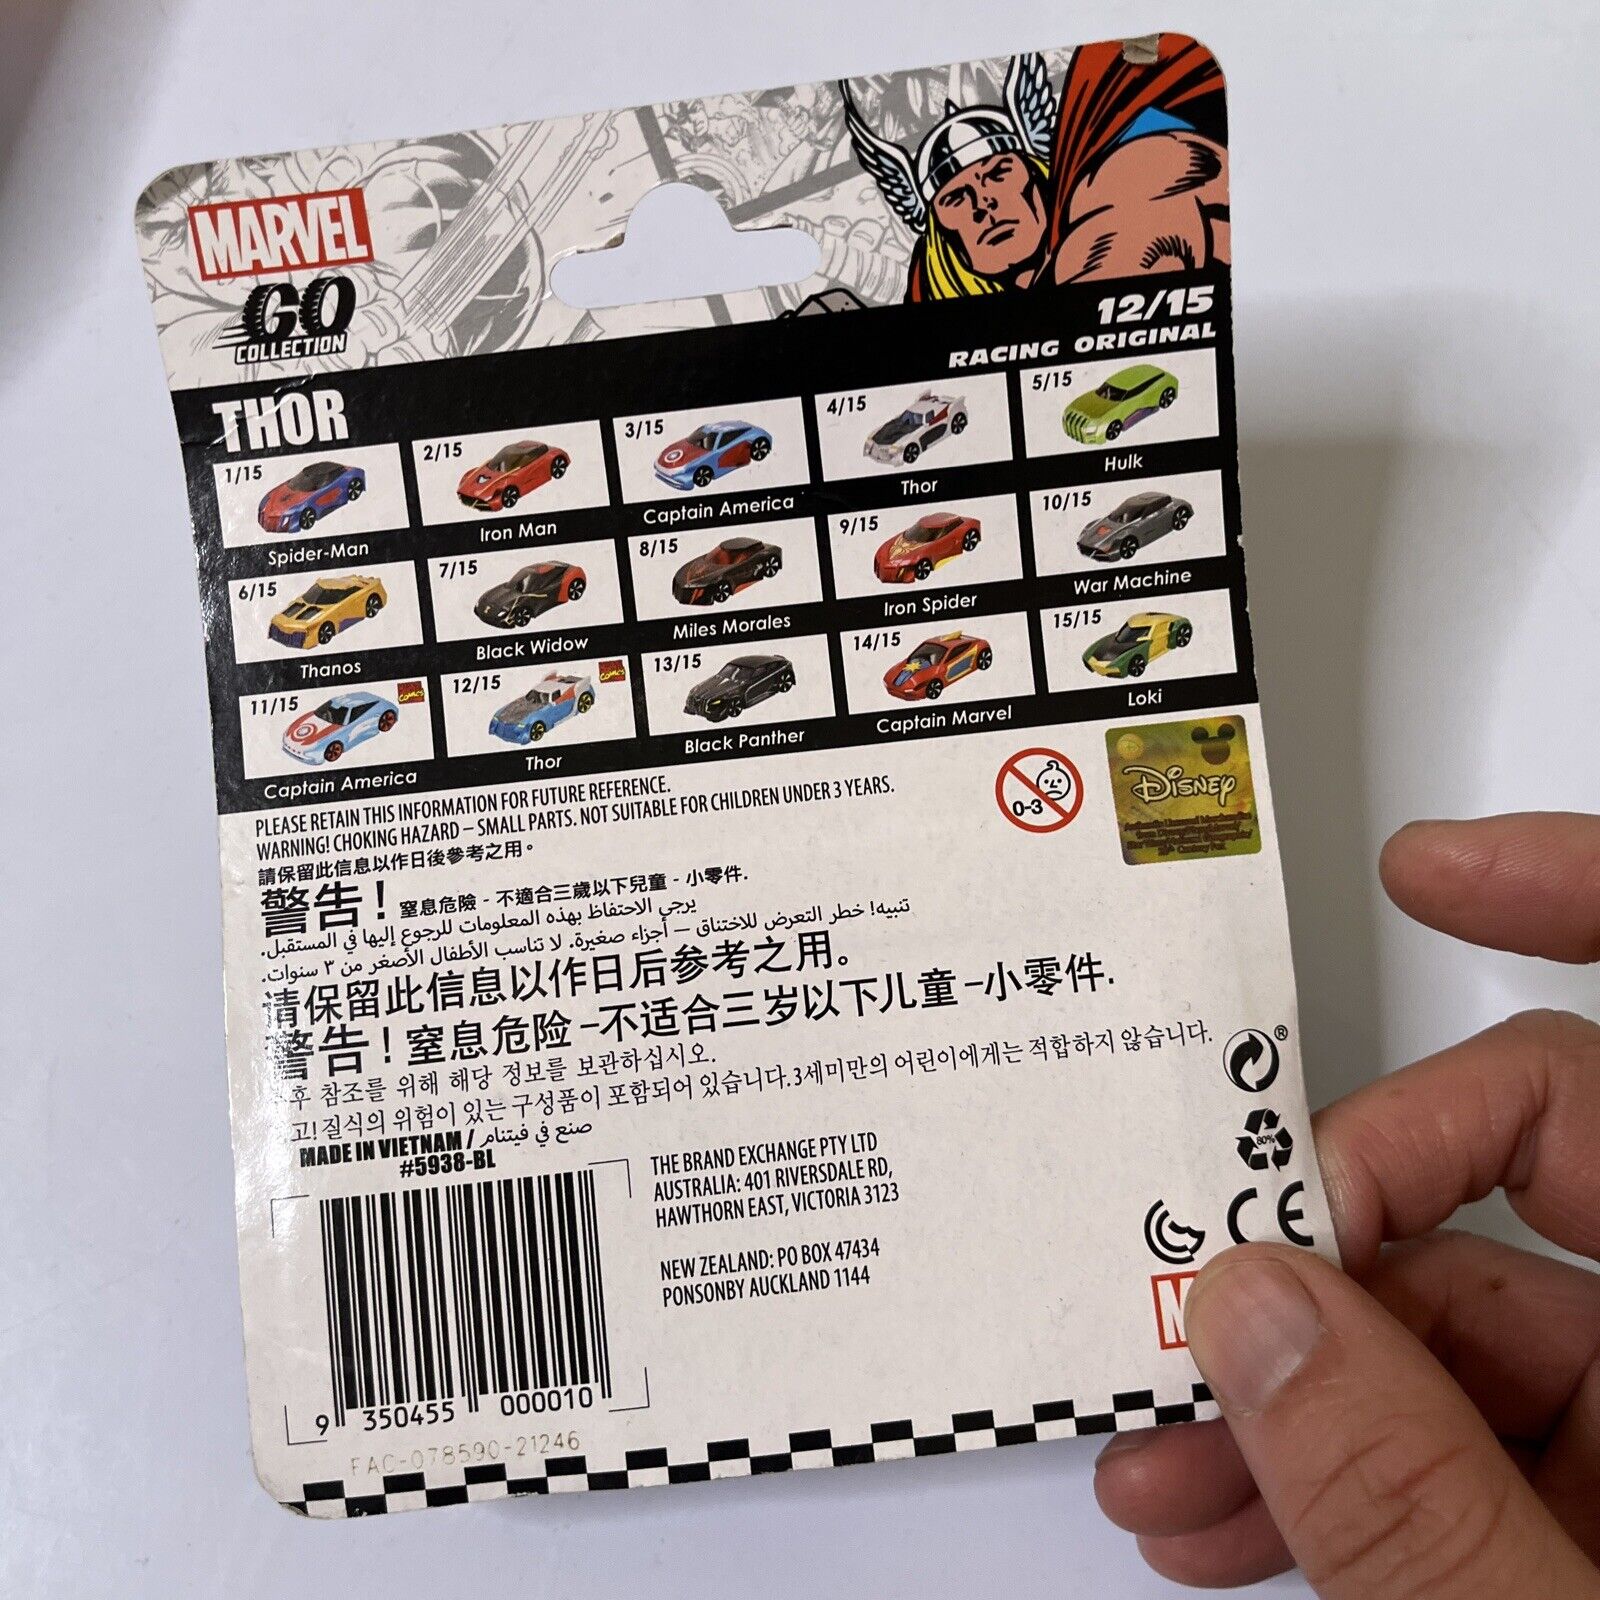 MARVEL
GO
COLLECTION
12/15
RACING ORIGINAL
THOR
1/15
Spider-Man
2/15
Iron Man
3/15
Captain America
4/15
Thor
5/15
Hulk
6/15
Thanos
7/15
Black Widow
8/15
Miles Morales
9/15
Iron Spider
10/15
War Machine
11/15
COMICS
Captain America
12/15
COMICS
Thor
13/15
Black Panther
14/15
Captain Marvel
15/15
Loki
PLEASE RETAIN THIS INFORMATION FOR FUTURE REFERENCE.
WARNING! CHOKING HAZARD – SMALL PARTS. NOT SUITABLE FOR CHILDREN UNDER 3 YEARS.
0-3
DISNEY
請保留此信息以作日後參考之用。
警告! 窒息危險 - 不適合三歲以下兒童 - 小零件.
يرجى الاحتفاظ بهذه المعلومات للرجوع إليها في المستقبل.
تنبيه! خطر التعرض للاختناق – أجزاء صغيرة. لا تناسب الأطفال الأصغر من ٣ سنوات.
请保留此信息以作日后参考之用。
警告! 窒息危险 –不适合三岁以下儿童 –小零件.
후 참조를 위해 해당 정보를 보관하십시오.
고! 질식의 위험이 있는 구성품이 포함되어 있습니다. 3세미만의 어린이에게는 적합하지 않습니다.
MADE IN VIETNAM / صنع في فيتنام
#5938-BL
THE BRAND EXCHANGE PTY LTD
AUSTRALIA: 401 RIVERSDALE RD,
HAWTHORN EAST, VICTORIA 3123
NEW ZEALAND: PO BOX 47434
PONSONBY AUCKLAND 1144
80%
CE
M
9 350455 000010
FAC-078590-21246